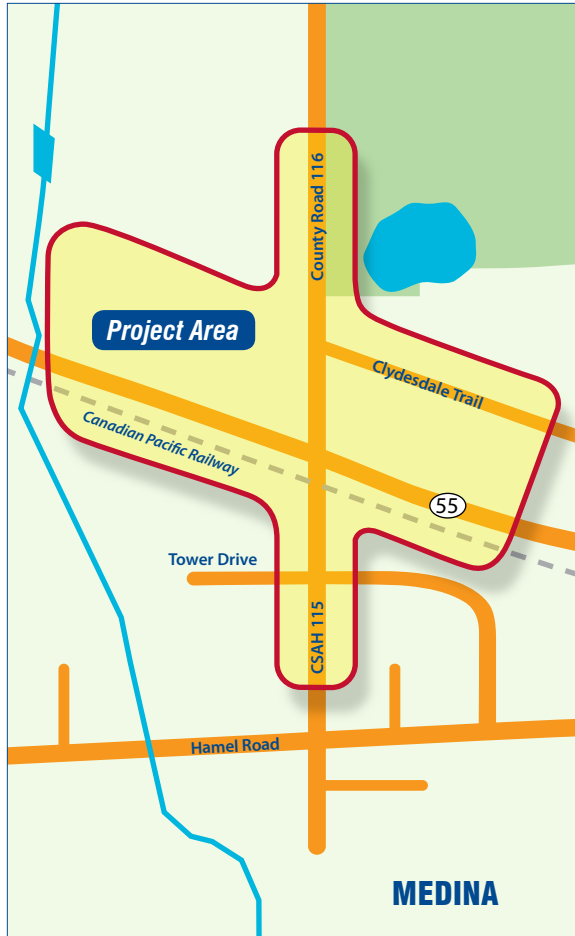 County Road 116
Project Area
Clydesdale Trail
Canadian Pacific Railway
55
Tower Drive
CSAH 115
Hamel Road
MEDINA